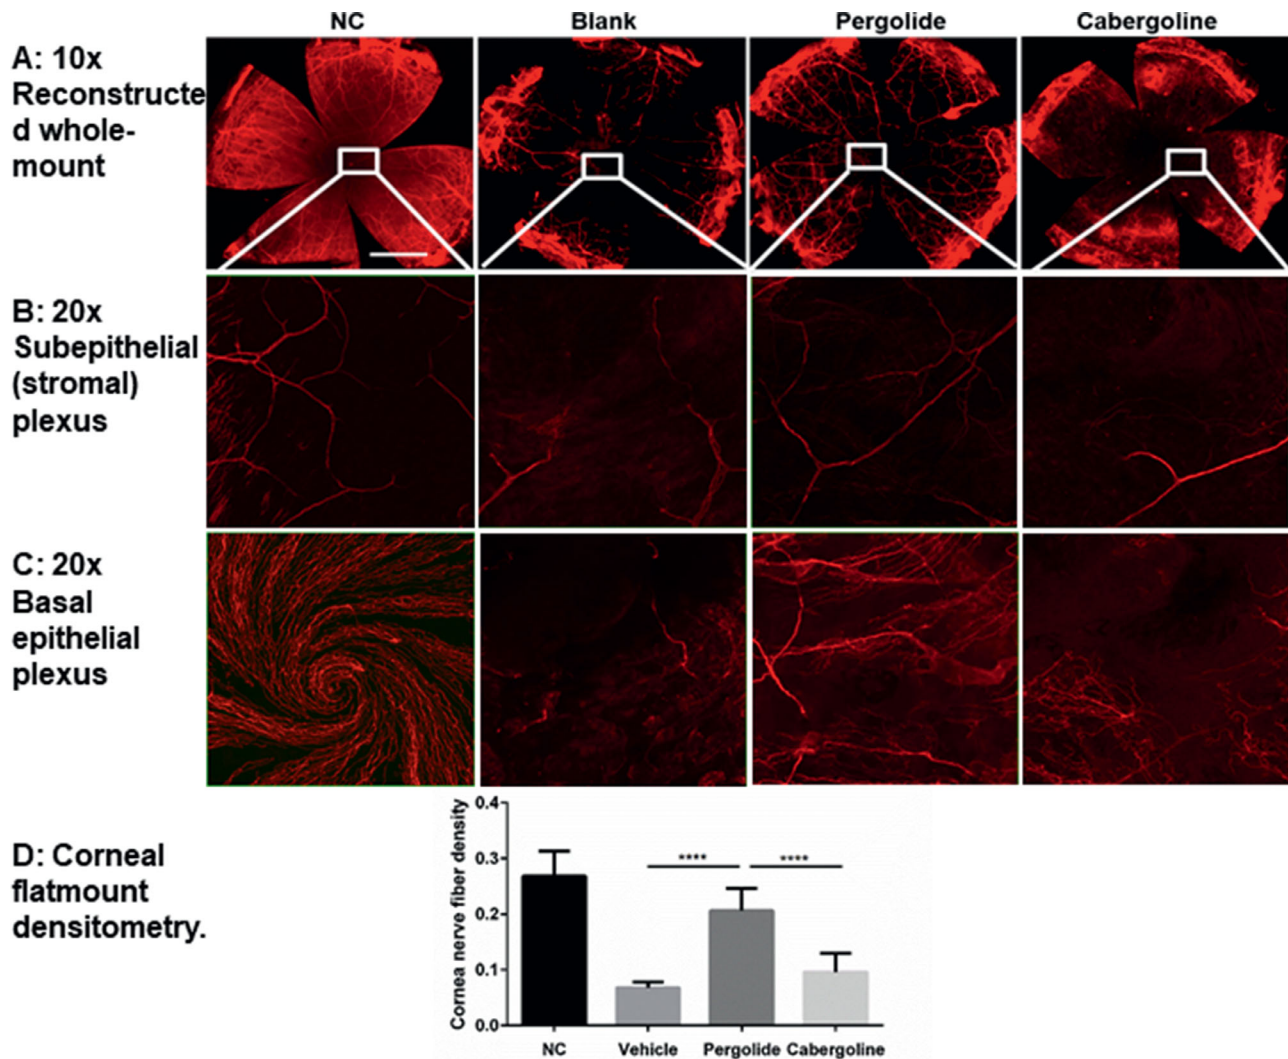 NC Blank Pergolide Cabergoline
A: 10x
Reconstructe
d whole-
mount
B: 20x
Subepithelial
(stromal)
plexus
C: 20x
Basal
epithelial
plexus
D: Corneal
flatmount
densitometry.
Cornea nerve fiber density
0.4
0.3
0.2
0.1
0.0
**** ****
NC Vehicle Pergolide Cabergoline